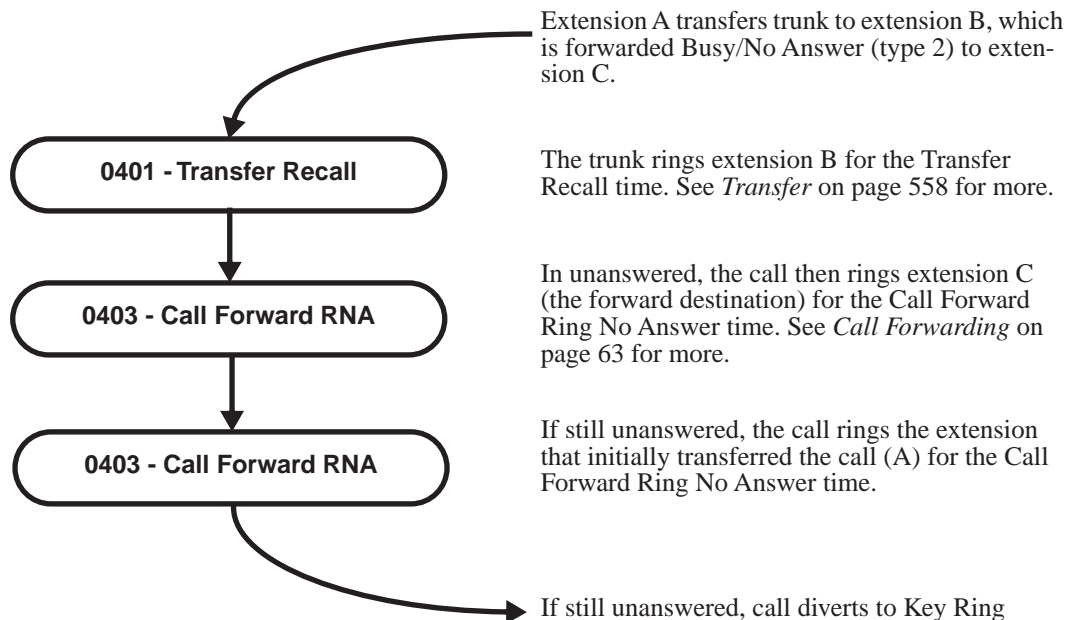 Extension A transfers trunk to extension B, which
is forwarded Busy/No Answer (type 2) to exten-
sion C.
0401 - Transfer Recall
The trunk rings extension B for the Transfer
Recall time. See Transfer on page 558 for more.
0403 - Call Forward RNA
In unanswered, the call then rings extension C
(the forward destination) for the Call Forward
Ring No Answer time. See Call Forwarding on
page 63 for more.
0403 - Call Forward RNA
If still unanswered, the call rings the extension
that initially transferred the call (A) for the Call
Forward Ring No Answer time.
If still unanswered, call diverts to Key Ring